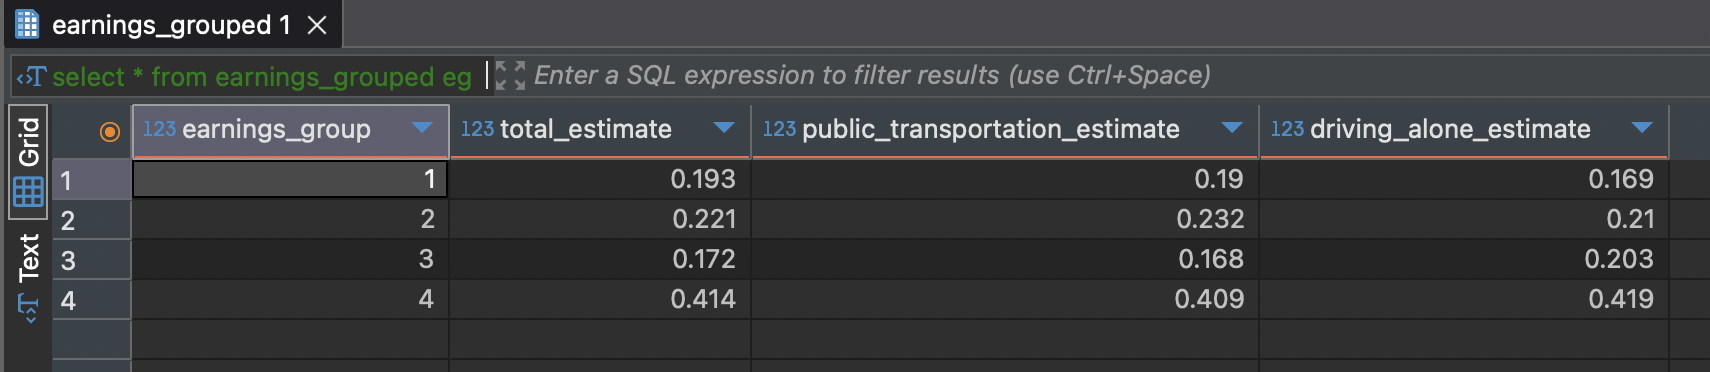 earnings_grouped 1
select * from earnings_grouped eg Enter a SQL expression to filter results (use Ctrl+Space)
Grid
Text
123 earnings_group 123 total_estimate 123 public_transportation_estimate 123 driving_alone_estimate
1 1 0.193 0.19 0.169
2 2 0.221 0.232 0.21
3 3 0.172 0.168 0.203
4 4 0.414 0.409 0.419